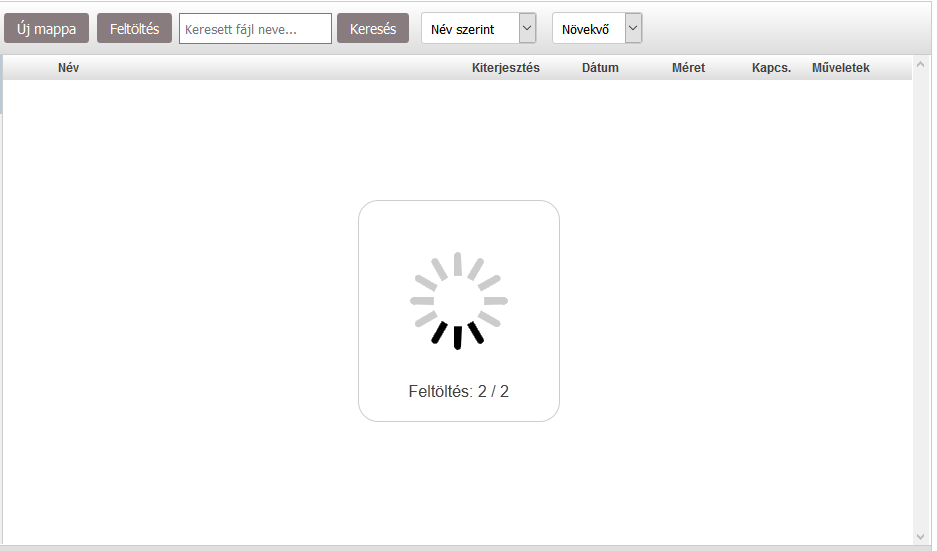 Új mappa Feltöltés Keresett fájl neve... Keresés Név szerint Növekvő
Név Kiterjesztés Dátum Méret Kapcs. Műveletek
Feltöltés: 2 / 2